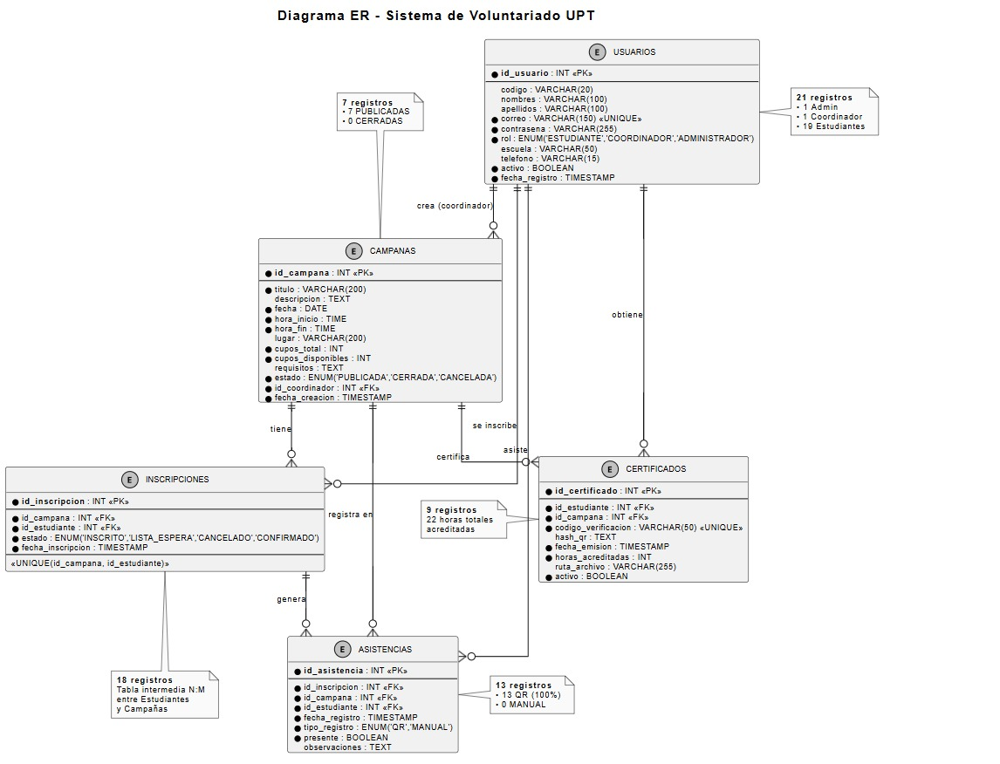 Diagrama ER - Sistema de Voluntariado UPT
E USUARIOS
id_usuario : INT «PK»
codigo : VARCHAR(20)
nombres : VARCHAR(100)
apellidos : VARCHAR(100)
correo : VARCHAR(150) «UNIQUE»
contrasena : VARCHAR(255)
rol : ENUM('ESTUDIANTE','COORDINADOR','ADMINISTRADOR')
escuela : VARCHAR(50)
telefono : VARCHAR(15)
activo : BOOLEAN
fecha_registro : TIMESTAMP
21 registros
• 1 Admin
• 1 Coordinador
• 19 Estudiantes
7 registros
• 7 PUBLICADAS
• 0 CERRADAS
crea (coordinador)
E CAMPANAS
id_campana : INT «PK»
titulo : VARCHAR(200)
descripcion : TEXT
fecha : DATE
hora_inicio : TIME
hora_fin : TIME
lugar : VARCHAR(200)
cupos_total : INT
cupos_disponibles : INT
requisitos : TEXT
estado : ENUM('PUBLICADA','CERRADA','CANCELADA')
id_coordinador : INT «FK»
fecha_creacion : TIMESTAMP
obtiene
tiene
se inscribe
certifica
asiste
E INSCRIPCIONES
id_inscripcion : INT «PK»
id_campana : INT «FK»
id_estudiante : INT «FK»
estado : ENUM('INSCRITO','LISTA_ESPERA','CANCELADO','CONFIRMADO')
fecha_inscripcion : TIMESTAMP
«UNIQUE(id_campana, id_estudiante)»
registra en
9 registros
22 horas totales
acreditadas
E CERTIFICADOS
id_certificado : INT «PK»
id_estudiante : INT «FK»
id_campana : INT «FK»
codigo_verificacion : VARCHAR(50) «UNIQUE»
hash_qr : TEXT
fecha_emision : TIMESTAMP
horas_acreditadas : INT
ruta_archivo : VARCHAR(255)
activo : BOOLEAN
genera
18 registros
Tabla intermedia N:M
entre Estudiantes
y Campañas
E ASISTENCIAS
id_asistencia : INT «PK»
id_inscripcion : INT «FK»
id_campana : INT «FK»
id_estudiante : INT «FK»
fecha_registro : TIMESTAMP
tipo_registro : ENUM('QR','MANUAL')
presente : BOOLEAN
observaciones : TEXT
13 registros
• 13 QR (100%)
• 0 MANUAL